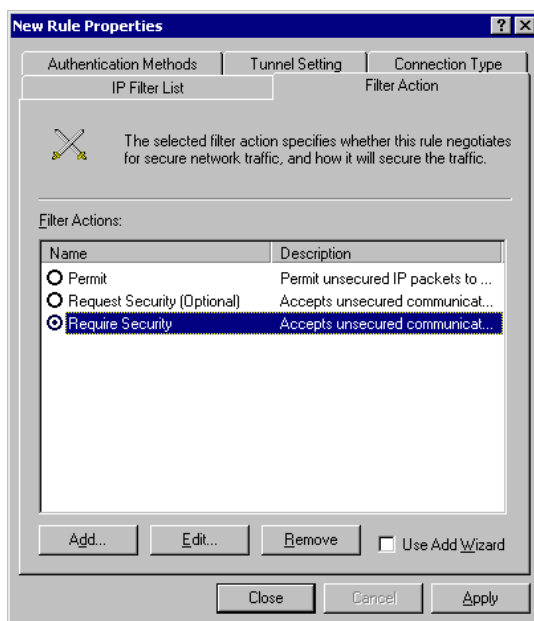 New Rule Properties
Authentication Methods Tunnel Setting Connection Type
IP Filter List Filter Action
The selected filter action specifies whether this rule negotiates
for secure network traffic, and how it will secure the traffic.
Filter Actions:
Name Description
Permit Permit unsecured IP packets to ...
Request Security (Optional) Accepts unsecured communicat...
Require Security Accepts unsecured communicat...
Add... Edit... Remove Use Add Wizard
Close Cancel Apply